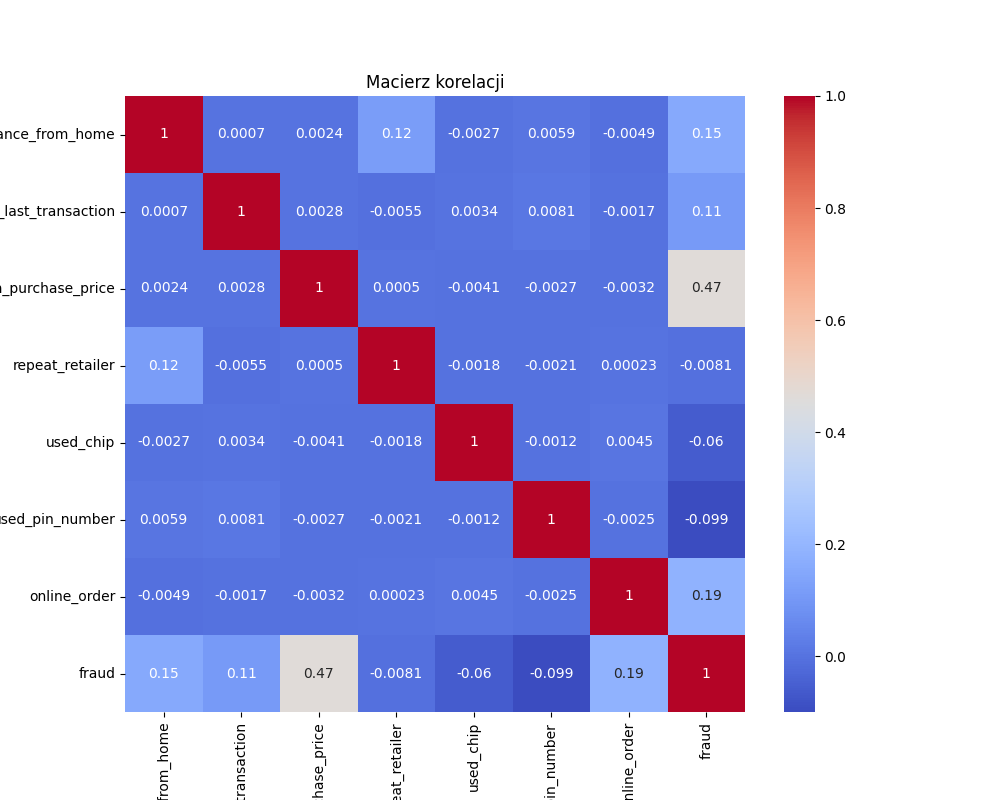 Macierz korelacji
ance_from_home 1 0.0007 0.0024 0.12 -0.0027 0.0059 -0.0049 0.15
_last_transaction 0.0007 1 0.0028 -0.0055 0.0034 0.0081 -0.0017 0.11
_purchase_price 0.0024 0.0028 1 0.0005 -0.0041 -0.0027 -0.0032 0.47
repeat_retailer 0.12 -0.0055 0.0005 1 -0.0018 -0.0021 0.00023 -0.0081
used_chip -0.0027 0.0034 -0.0041 -0.0018 1 -0.0012 0.0045 -0.06
sed_pin_number 0.0059 0.0081 -0.0027 -0.0021 -0.0012 1 -0.0025 -0.099
online_order -0.0049 -0.0017 -0.0032 0.00023 0.0045 -0.0025 1 0.19
fraud 0.15 0.11 0.47 -0.0081 -0.06 -0.099 0.19 1
from_home
transaction
hase_price
eat_retailer
used_chip
in_number
nline_order
fraud
1.0
0.8
0.6
0.4
0.2
0.0